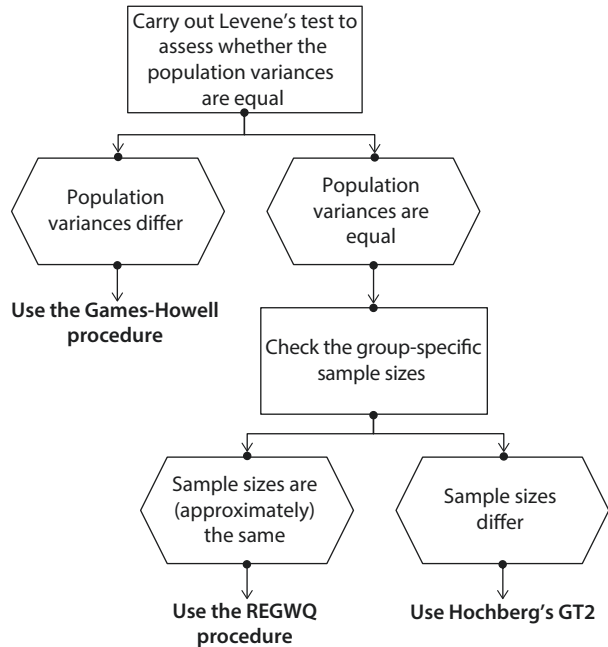 Carry out Levene's test to
assess whether the
population variances
are equal
Population
variances differ
Population
variances are
equal
Use the Games-Howell
procedure
Check the group-specific
sample sizes
Sample sizes are
(approximately)
the same
Sample sizes
differ
Use the REGWQ
procedure
Use Hochberg's GT2